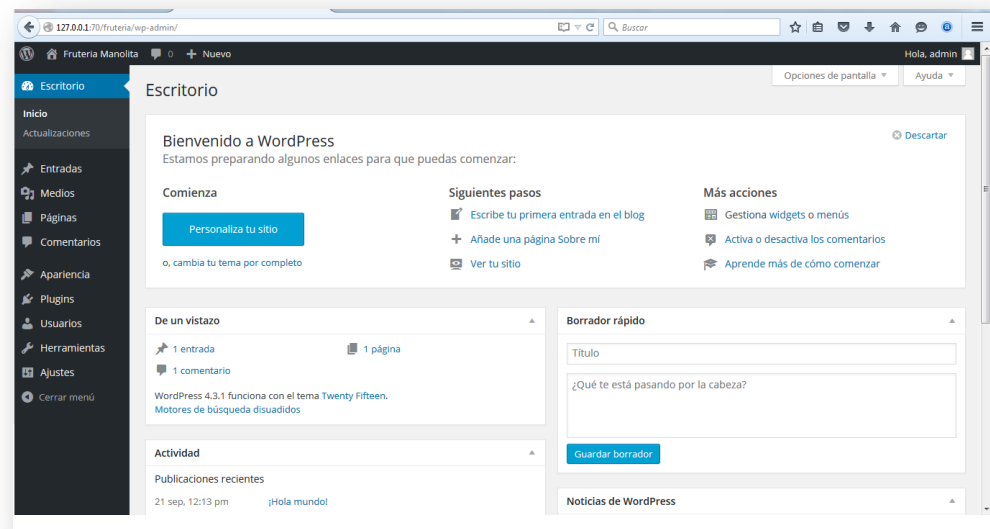 127.0.0.1:70/fruteria/wp-admin/
Buscar
Fruteria Manolita 0 + Nuevo
Hola, admin
Escritorio
Inicio
Actualizaciones
Entradas
Medios
Páginas
Comentarios
Apariencia
Plugins
Usuarios
Herramientas
Ajustes
Cerrar menú
Opciones de pantalla
Ayuda
Escritorio
Bienvenido a WordPress
Descartar
Estamos preparando algunos enlaces para que puedas comenzar:
Comienza
Personaliza tu sitio
o, cambia tu tema por completo
Siguientes pasos
Escribe tu primera entrada en el blog
Añade una página Sobre mí
Ver tu sitio
Más acciones
Gestiona widgets o menús
Activa o desactiva los comentarios
Aprende más de cómo comenzar
De un vistazo
1 entrada
1 página
1 comentario
WordPress 4.3.1 funciona con el tema Twenty Fifteen.
Motores de búsqueda disuadidos
Actividad
Publicaciones recientes
21 sep, 12:13 pm ¡Hola mundo!
Borrador rápido
Título
¿Qué te está pasando por la cabeza?
Guardar borrador
Noticias de WordPress